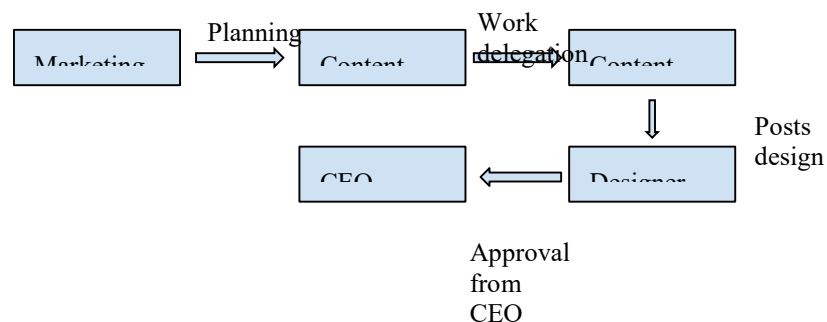 Planning
Work
delegation
Marketing
Content
Content
Posts
design
CEO
Designer
Approval
from
CEO